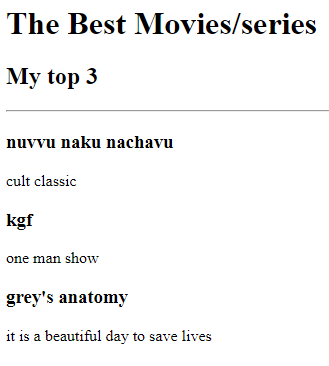 The Best Movies/series
My top 3
nuvvu naku nachavu
cult classic
kgf
one man show
grey's anatomy
it is a beautiful day to save lives